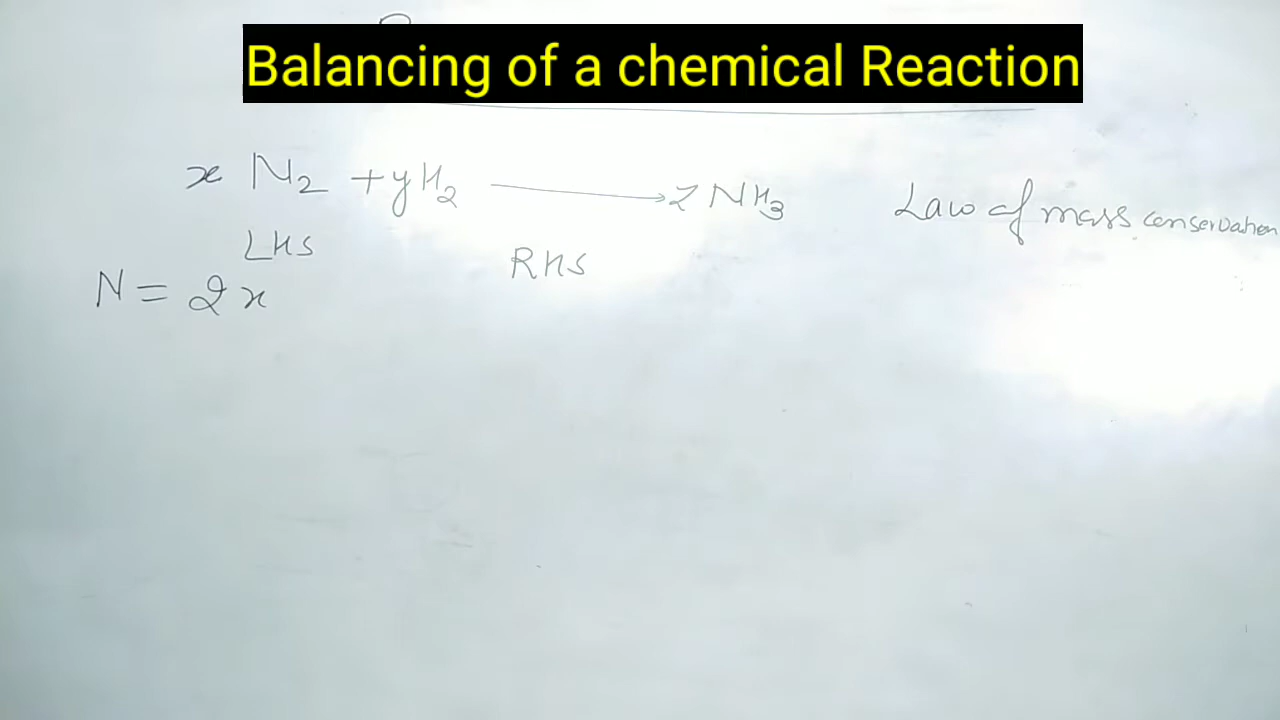 Balancing of a chemical Reaction
x N2 + y H2 ⟶ Z NH3 Law of mass conservation
LHS RHS
N = 2x